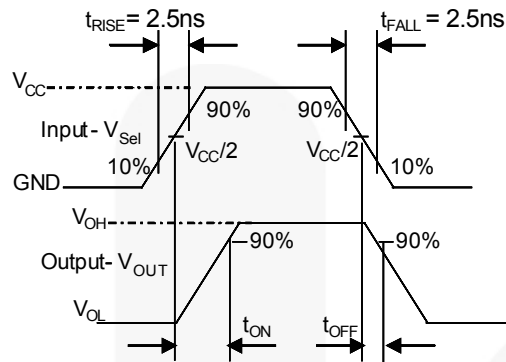 tRISE = 2.5ns
tFALL = 2.5ns
VCC
90%
90%
Input- VSel
VCC/2
VCC/2
10%
10%
GND
VOH
90%
90%
Output- VOUT
VOL
tON
tOFF